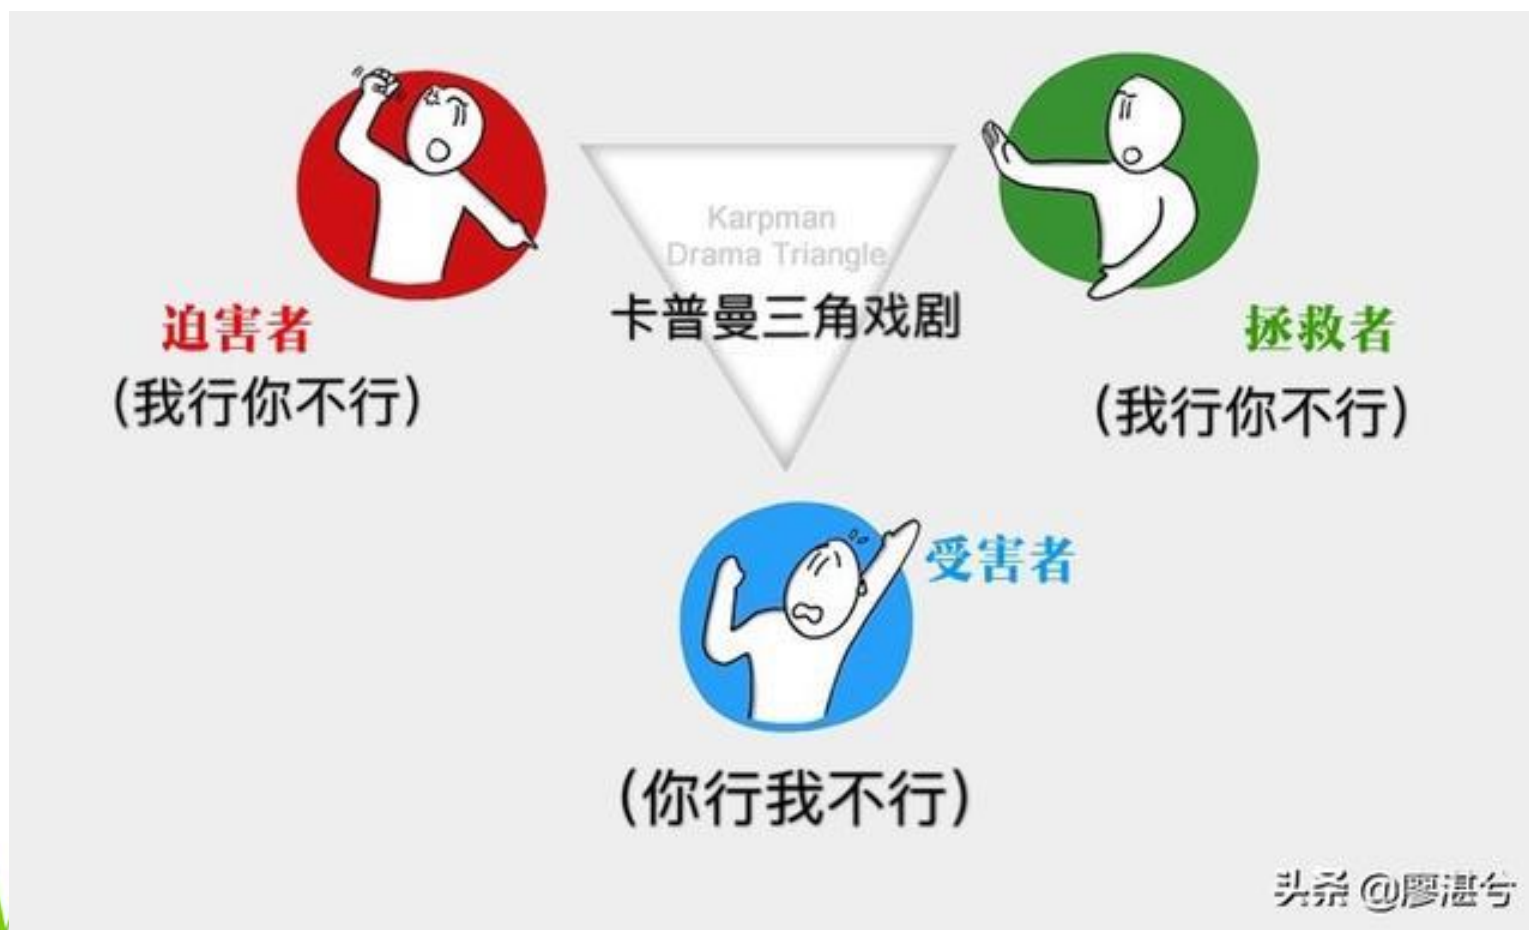 Karpman
Drama Triangle
卡普曼三角戏剧
迫害者
(我行你不行)
拯救者
(我行你不行)
受害者
(你行我不行)
头条 @廖湛兮